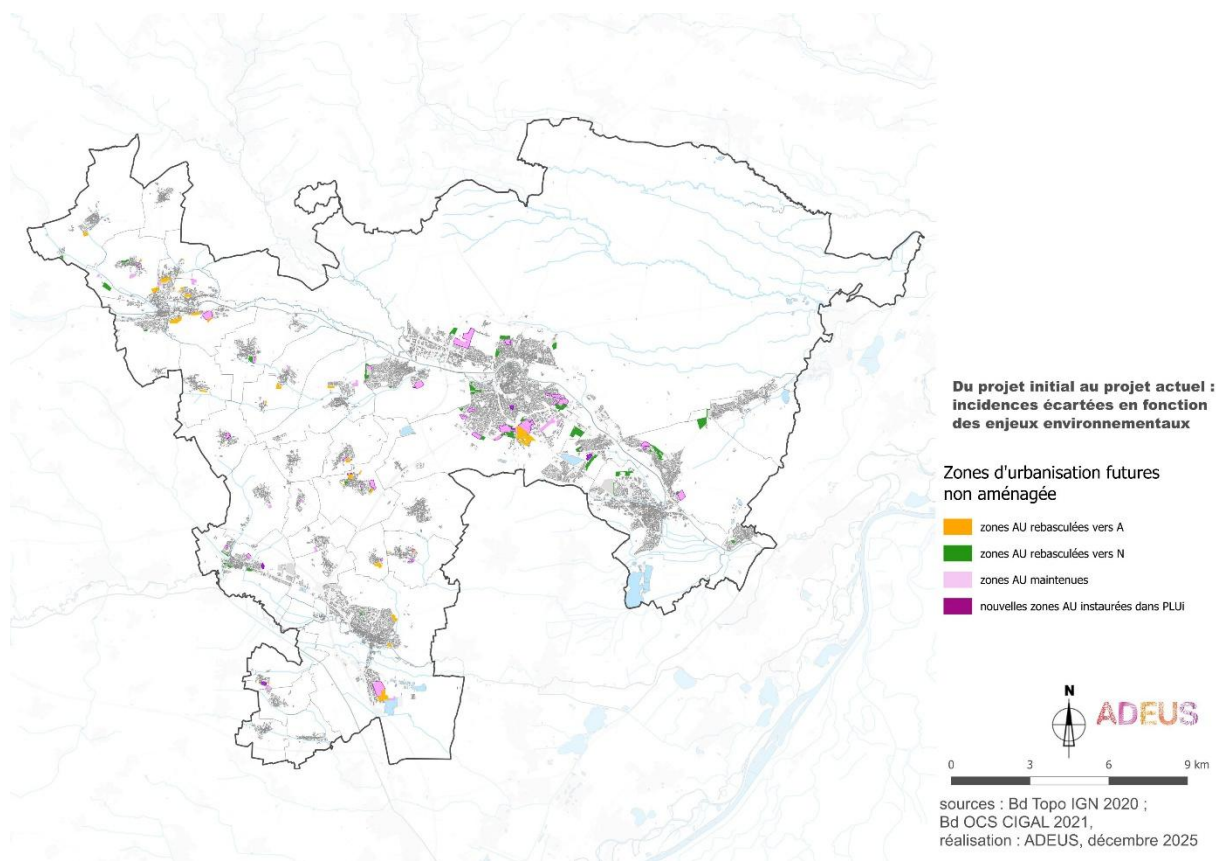 Du projet initial au projet actuel :
incidences écartées en fonction
des enjeux environnementaux
Zones d'urbanisation futures
non aménagée
zones AU rebasculées vers A
zones AU rebasculées vers N
zones AU maintenues
nouvelles zones AU instaurées dans PLUi
N
ADEUS
0 3 6 9 km
sources : Bd Topo IGN 2020 ;
Bd OCS CIGAL 2021,
réalisation : ADEUS, décembre 2025